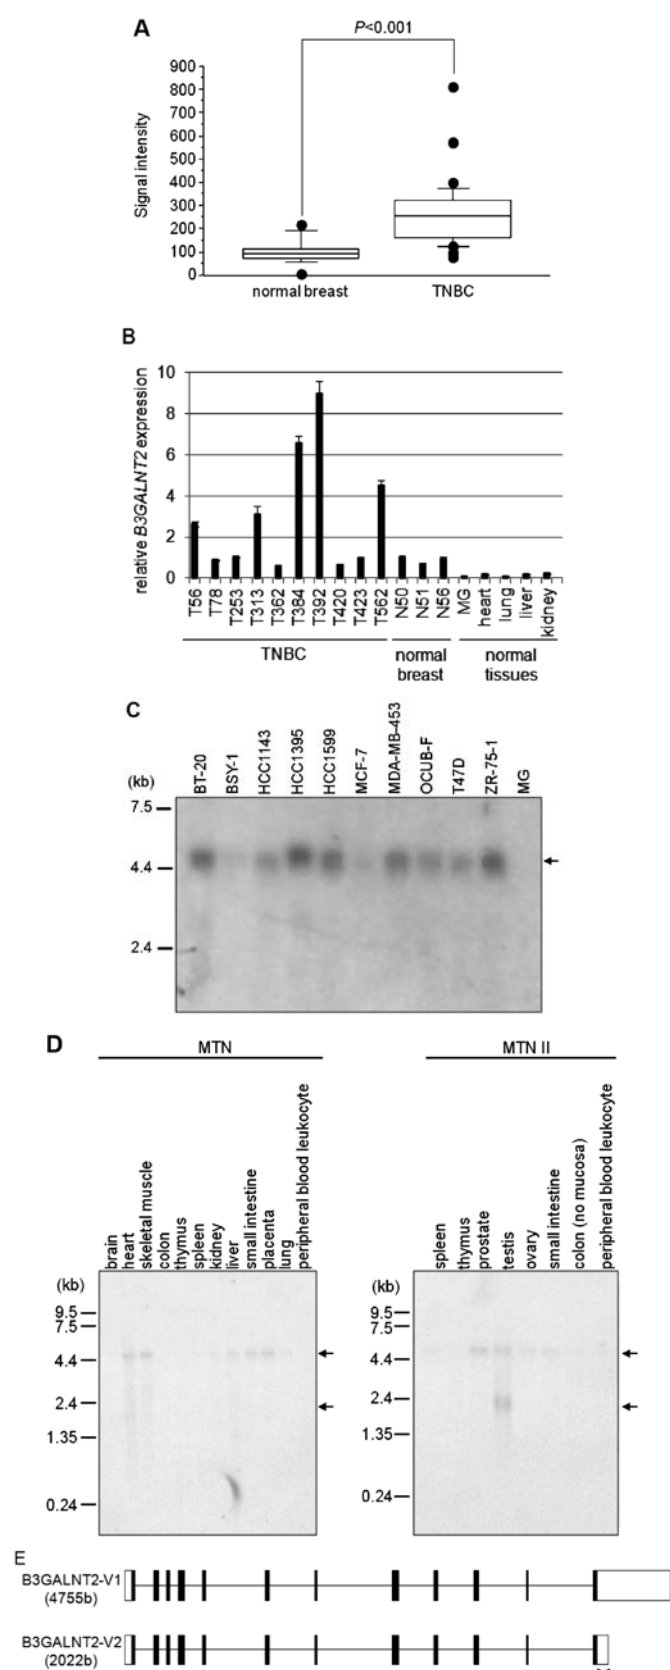 A
P<0.001
Signal intensity
900
800
700
600
500
400
300
200
100
0
normal breast TNBC
B
relative B3GALNT2 expression
10
8
6
4
2
0
T56 T78 T253 T313 T362 T384 T392 T420 T423 T562 N50 N51 N56 MG heart lung liver kidney
TNBC normal breast normal tissues
C
(kb) BT-20 BSY-1 HCC1143 HCC1395 HCC1599 MCF-7 MDA-MB-453 OCUB-F T47D ZR-75-1 MG
7.5
4.4
2.4
D
MTN
brain heart skeletal muscle colon thymus spleen kidney liver small intestine placenta lung peripheral blood leukocyte
(kb)
9.5
7.5
4.4
2.4
1.35
0.24
MTN II
spleen thymus prostate testis ovary small intestine colon (no mucosa) peripheral blood leukocyte
(kb)
9.5
7.5
4.4
2.4
1.35
0.24
E
B3GALNT2-V1
(4755b)
B3GALNT2-V2
(2022b)